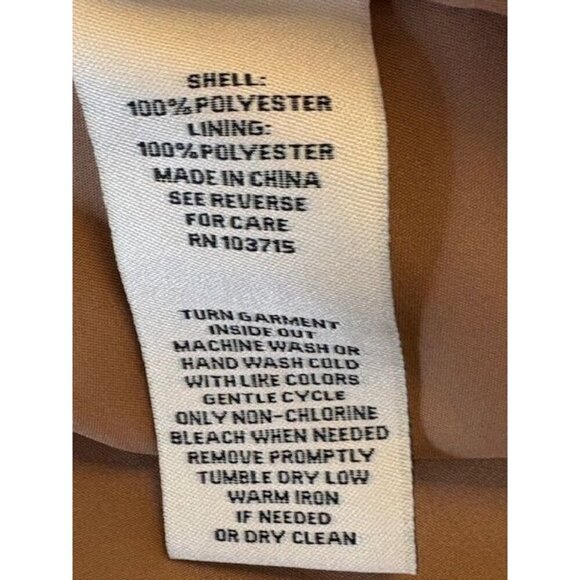 SHELL:
100% POLYESTER
LINING:
100% POLYESTER
MADE IN CHINA
SEE REVERSE
FOR CARE
RN 103715
TURN GARMENT
INSIDE OUT
MACHINE WASH OR
HAND WASH COLD
WITH LIKE COLORS
GENTLE CYCLE
ONLY NON-CHLORINE
BLEACH WHEN NEEDED
REMOVE PROMPTLY
TUMBLE DRY LOW
WARM IRON
IF NEEDED
OR DRY CLEAN